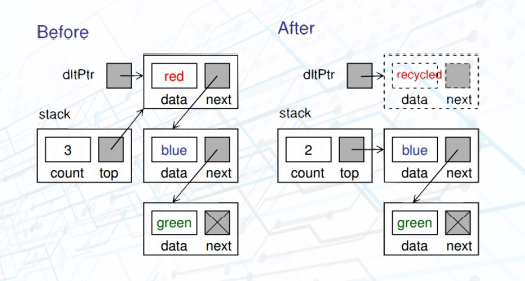 Before
dltPtr
red
data next
stack
3
count top
blue
data next
green
data next
After
dltPtr
recycled
data next
stack
2
count top
blue
data next
green
data next